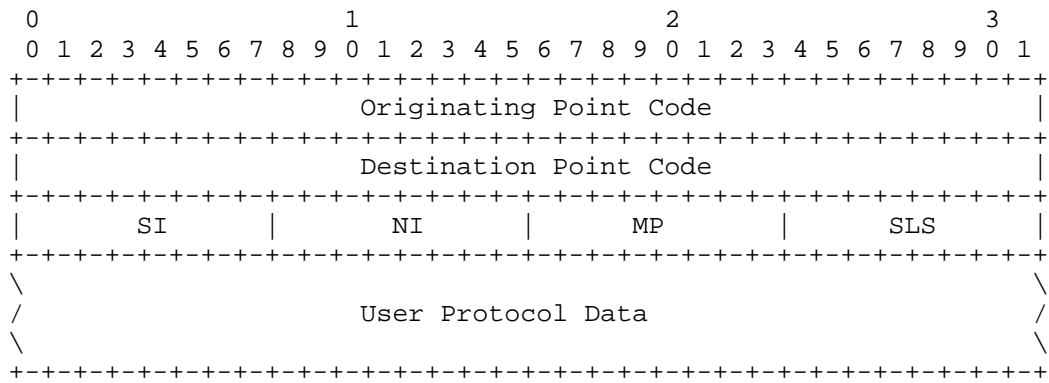 0                   1                   2                   3
 0 1 2 3 4 5 6 7 8 9 0 1 2 3 4 5 6 7 8 9 0 1 2 3 4 5 6 7 8 9 0 1
+-+-+-+-+-+-+-+-+-+-+-+-+-+-+-+-+-+-+-+-+-+-+-+-+-+-+-+-+-+-+-+-+
|                     Originating Point Code                    |
+-+-+-+-+-+-+-+-+-+-+-+-+-+-+-+-+-+-+-+-+-+-+-+-+-+-+-+-+-+-+-+-+
|                     Destination Point Code                    |
+-+-+-+-+-+-+-+-+-+-+-+-+-+-+-+-+-+-+-+-+-+-+-+-+-+-+-+-+-+-+-+-+
|       SI      |       NI      |      MP       |      SLS      |
+-+-+-+-+-+-+-+-+-+-+-+-+-+-+-+-+-+-+-+-+-+-+-+-+-+-+-+-+-+-+-+-+
\                                                               \
/                     User Protocol Data                        /
\                                                               \
+-+-+-+-+-+-+-+-+-+-+-+-+-+-+-+-+-+-+-+-+-+-+-+-+-+-+-+-+-+-+-+-+